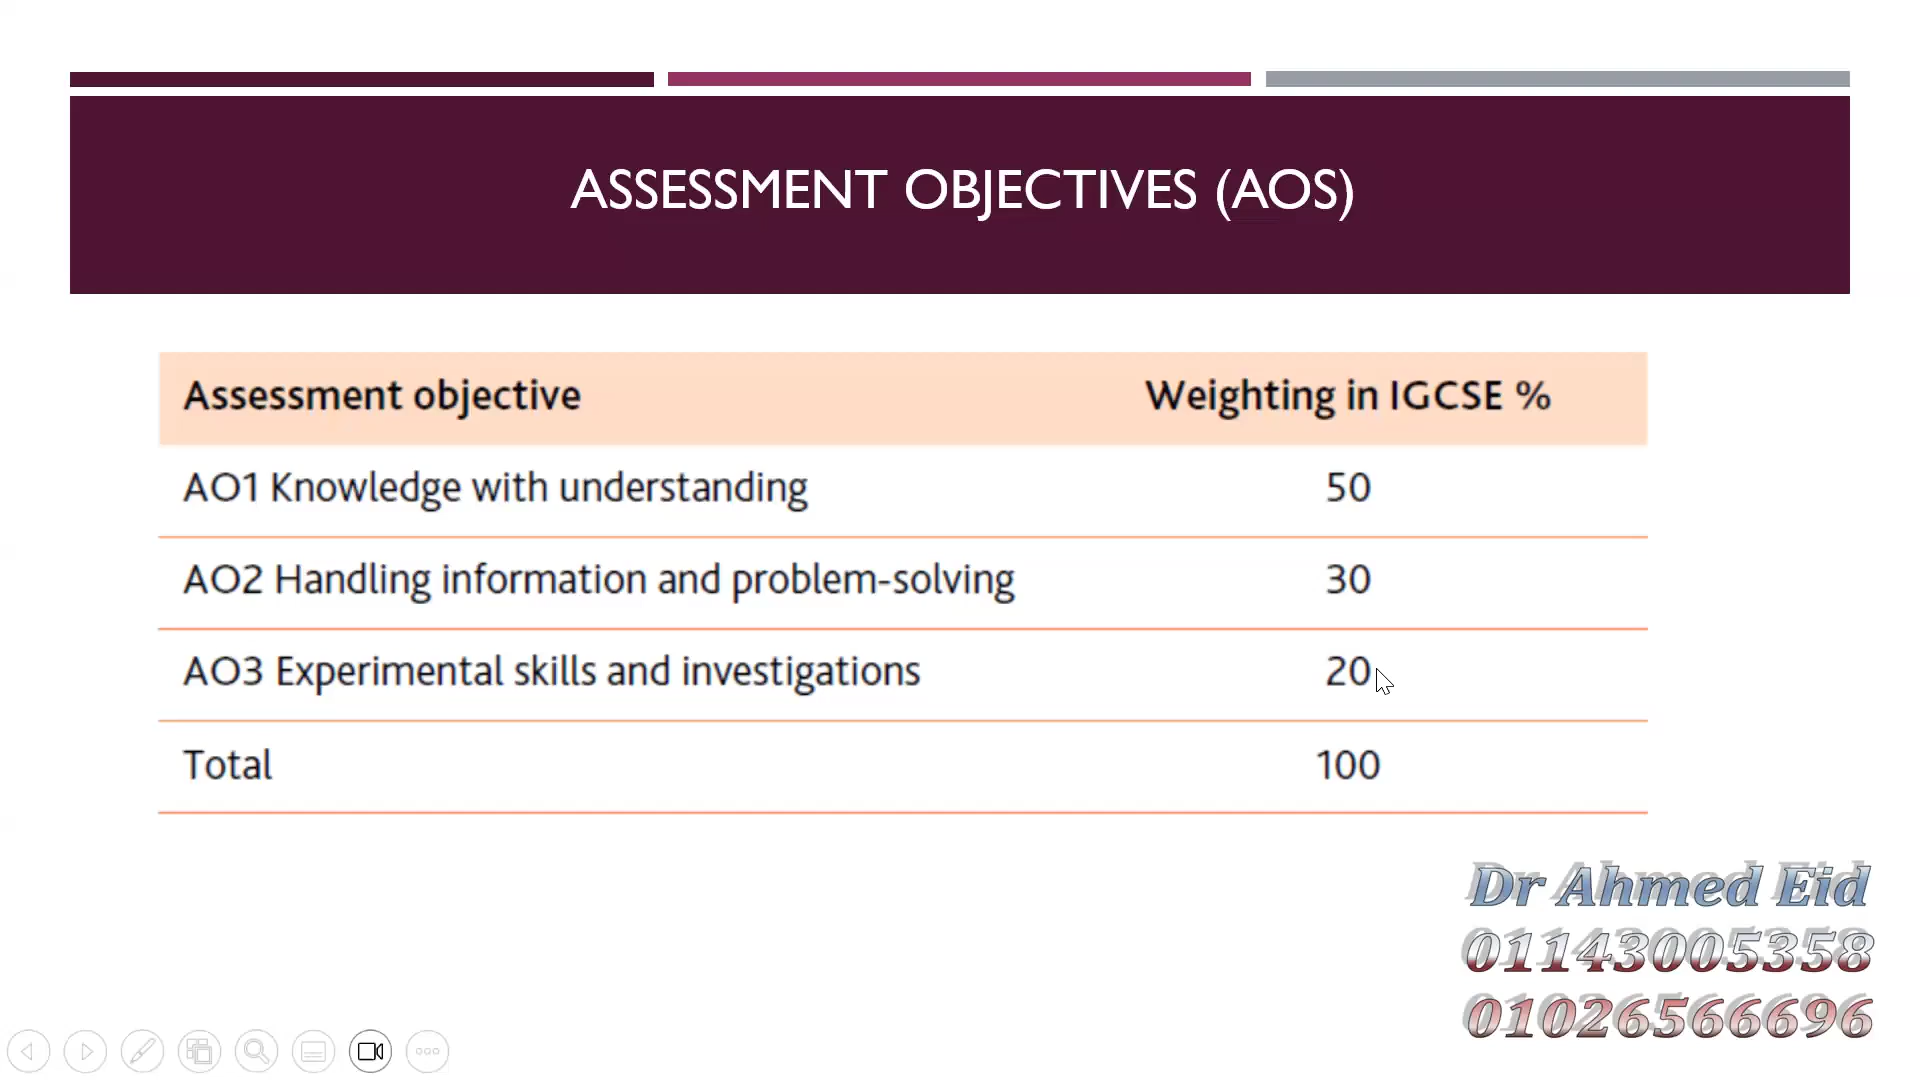 ASSESSMENT OBJECTIVES (AOS)
Assessment objective Weighting in IGCSE %
AO1 Knowledge with understanding 50
AO2 Handling information and problem-solving 30
AO3 Experimental skills and investigations 20
Total 100
Dr Ahmed Eid
01143005358
01026566696